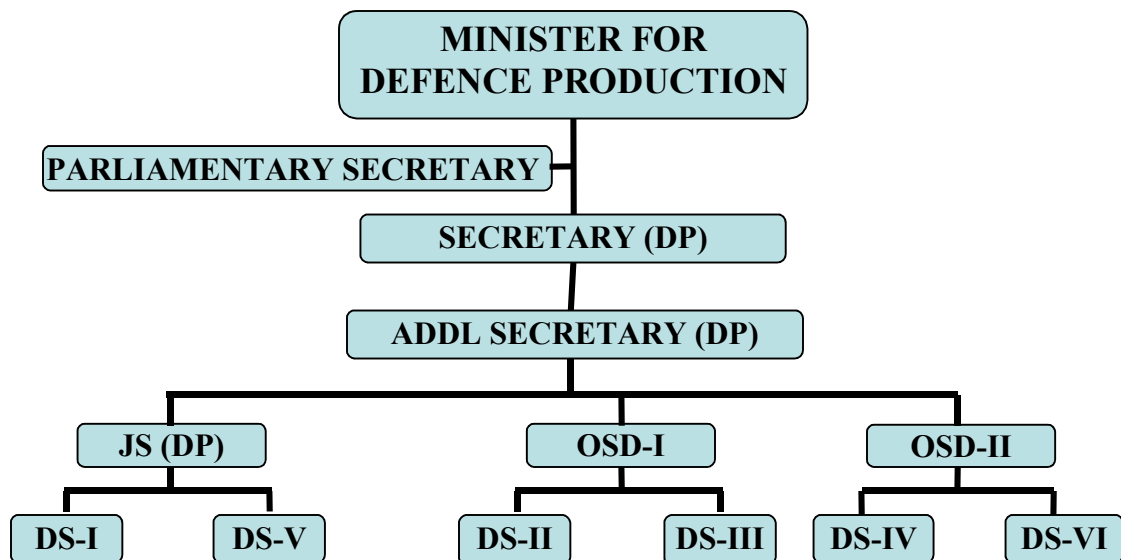 MINISTER FOR
DEFENCE PRODUCTION
PARLIAMENTARY SECRETARY
SECRETARY (DP)
ADDL SECRETARY (DP)
JS (DP)
OSD-I
OSD-II
DS-I
DS-V
DS-II
DS-III
DS-IV
DS-VI